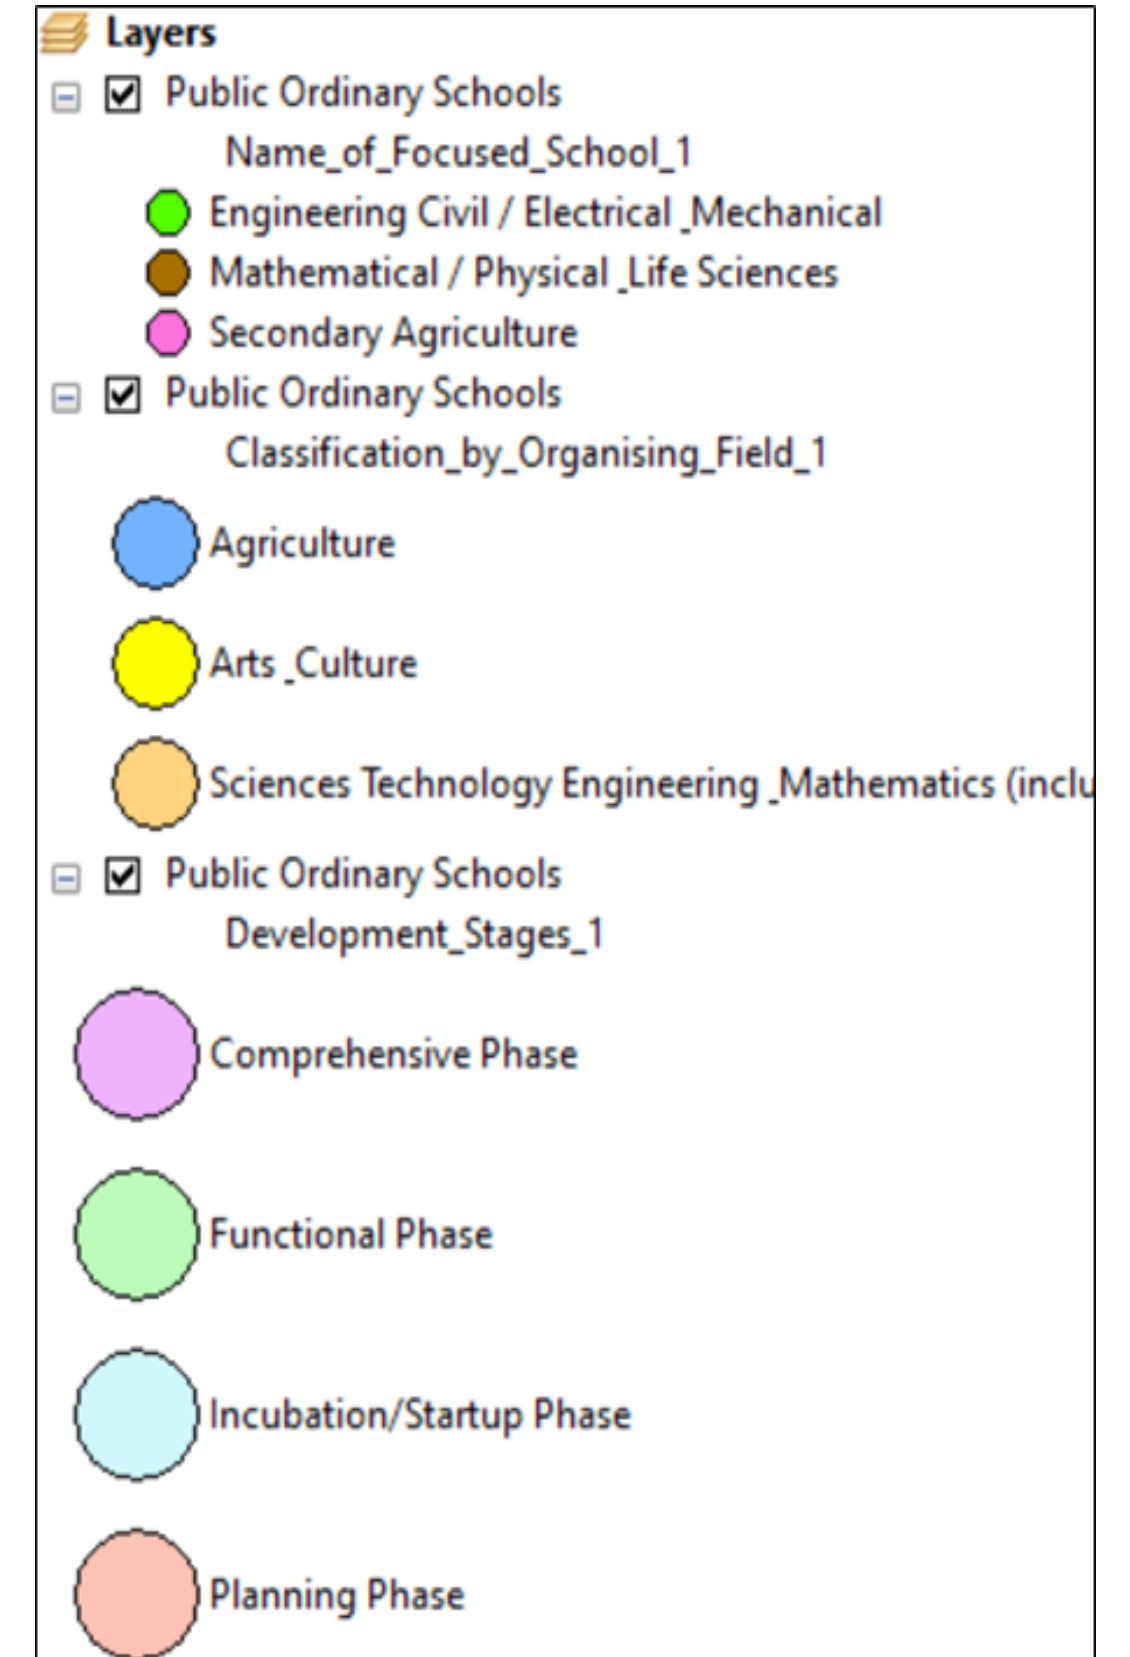 Layers
Public Ordinary Schools
Name_of_Focused_School_1
Engineering Civil / Electrical _Mechanical
Mathematical / Physical _Life Sciences
Secondary Agriculture
Public Ordinary Schools
Classification_by_Organising_Field_1
Agriculture
Arts _Culture
Sciences Technology Engineering _Mathematics (inclu
Public Ordinary Schools
Development_Stages_1
Comprehensive Phase
Functional Phase
Incubation/Startup Phase
Planning Phase